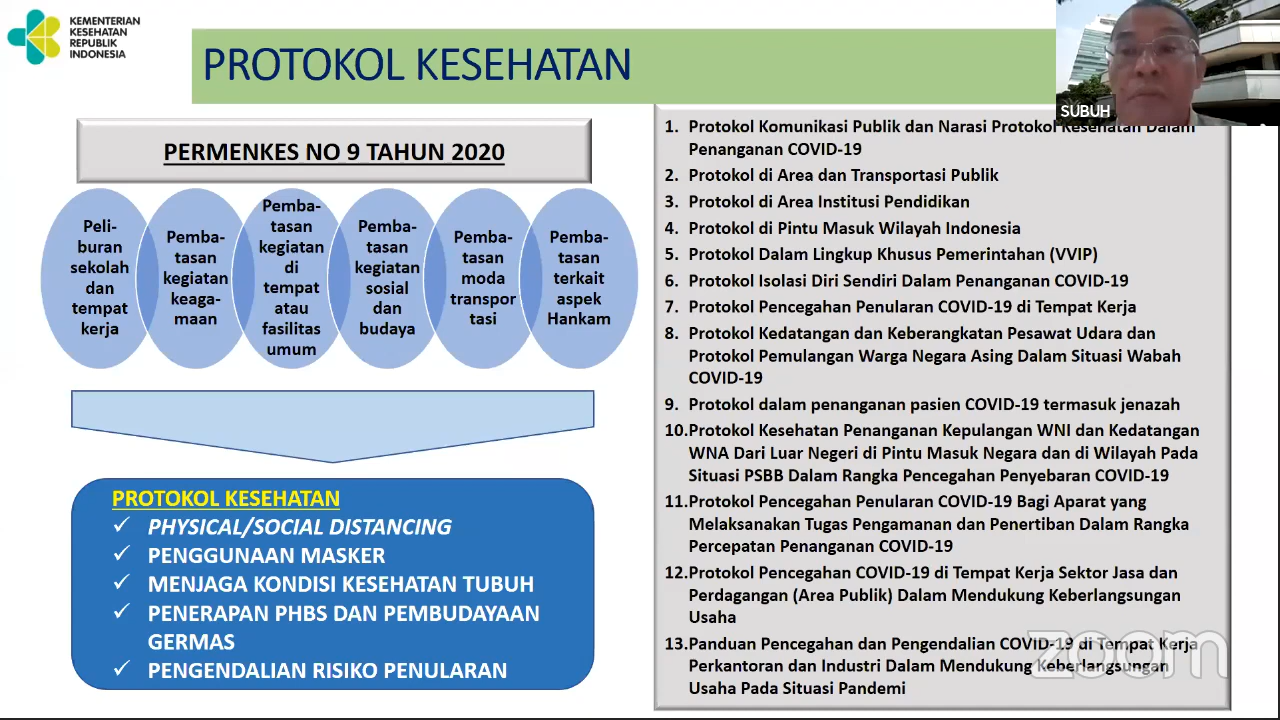 KEMENTERIAN
KESEHATAN
REPUBLIK
INDONESIA
PROTOKOL KESEHATAN
SUBUH
PERMENKES NO 9 TAHUN 2020
Peli-
buran
sekolah
dan
tempat
kerja
Pemba-
tasan
kegiatan
keaga-
maan
Pemba-
tasan
kegiatan
di
tempat
atau
fasilitas
umum
Pemba-
tasan
kegiatan
sosial
dan
budaya
Pemba-
tasan
moda
transpor
tasi
Pemba-
tasan
terkait
aspek
Hankam
PROTOKOL KESEHATAN
✓ PHYSICAL/SOCIAL DISTANCING
✓ PENGGUNAAN MASKER
✓ MENJAGA KONDISI KESEHATAN TUBUH
✓ PENERAPAN PHBS DAN PEMBUDAYAAN
GERMAS
✓ PENGENDALIAN RISIKO PENULARAN
1. Protokol Komunikasi Publik dan Narasi Protokol Kesehatan Dalam
Penanganan COVID-19
2. Protokol di Area dan Transportasi Publik
3. Protokol di Area Institusi Pendidikan
4. Protokol di Pintu Masuk Wilayah Indonesia
5. Protokol Dalam Lingkup Khusus Pemerintahan (VVIP)
6. Protokol Isolasi Diri Sendiri Dalam Penanganan COVID-19
7. Protokol Pencegahan Penularan COVID-19 di Tempat Kerja
8. Protokol Kedatangan dan Keberangkatan Pesawat Udara dan
Protokol Pemulangan Warga Negara Asing Dalam Situasi Wabah
COVID-19
9. Protokol dalam penanganan pasien COVID-19 termasuk jenazah
10.Protokol Kesehatan Penanganan Kepulangan WNI dan Kedatangan
WNA Dari Luar Negeri di Pintu Masuk Negara dan di Wilayah Pada
Situasi PSBB Dalam Rangka Pencegahan Penyebaran COVID-19
11.Protokol Pencegahan Penularan COVID-19 Bagi Aparat yang
Melaksanakan Tugas Pengamanan dan Penertiban Dalam Rangka
Percepatan Penanganan COVID-19
12.Protokol Pencegahan COVID-19 di Tempat Kerja Sektor Jasa dan
Perdagangan (Area Publik) Dalam Mendukung Keberlangsungan
Usaha
13.Panduan Pencegahan dan Pengendalian COVID-19 di Tempat Kerja
Perkantoran dan Industri Dalam Mendukung Keberlangsungan
Usaha Pada Situasi Pandemi
zoom